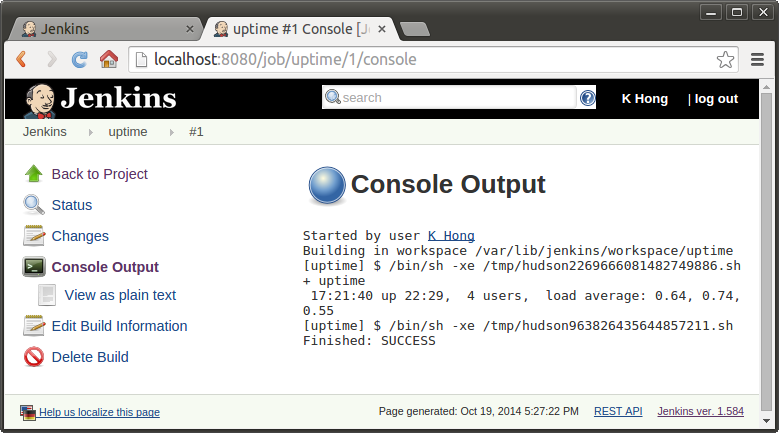 Jenkins
uptime #1 Console [J
localhost:8080/job/uptime/1/console
Jenkins
search
K Hong
| log out
Jenkins
uptime
#1
Back to Project
Status
Changes
Console Output
View as plain text
Edit Build Information
Delete Build
Console Output
Started by user K Hong
Building in workspace /var/lib/jenkins/workspace/uptime
[uptime] $ /bin/sh -xe /tmp/hudson2269666081482749886.sh
+ uptime
17:21:40 up 22:29,  4 users,  load average: 0.64, 0.74,
0.55
[uptime] $ /bin/sh -xe /tmp/hudson963826435644857211.sh
Finished: SUCCESS
Help us localize this page
Page generated: Oct 19, 2014 5:27:22 PM
REST API
Jenkins ver. 1.584